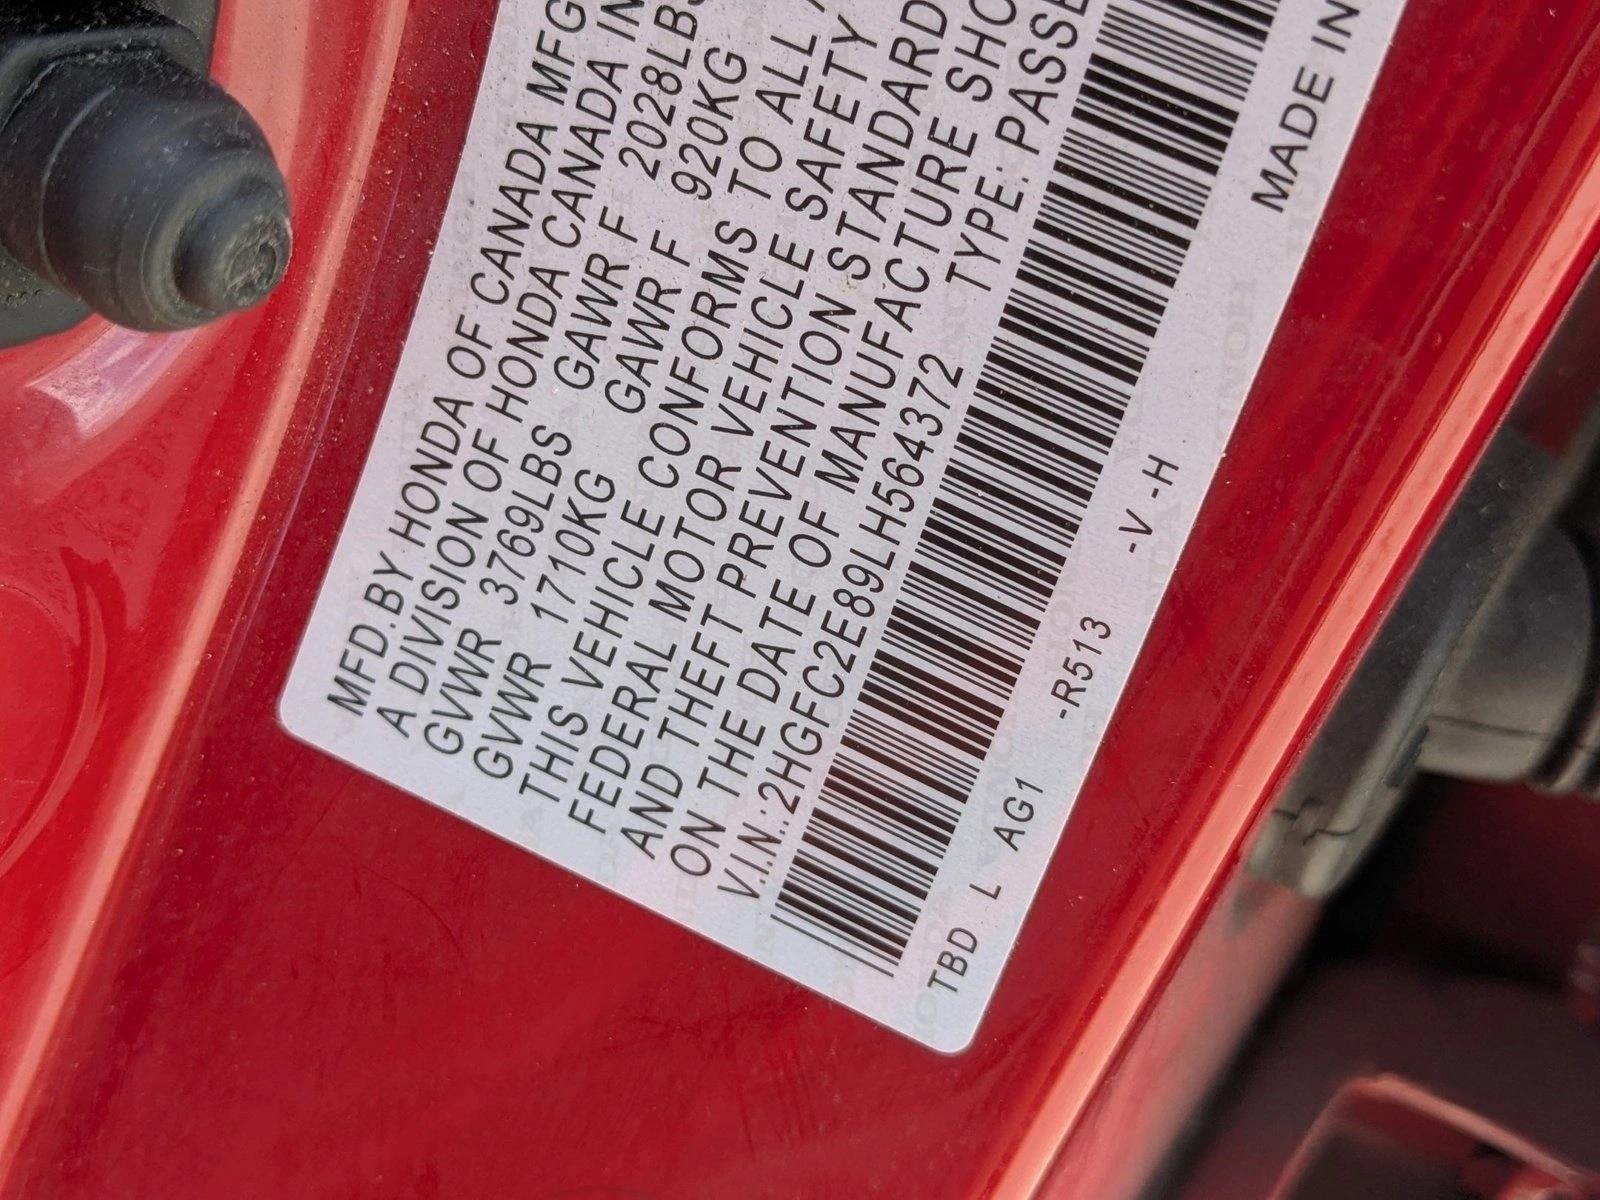 MFD.BY HONDA OF CANADA MFG
A DIVISION OF HONDA CANADA IN
GVWR 3769LBS GAWR F 2028LBS
GVWR 1710KG GAWR F 920KG
THIS VEHICLE CONFORMS TO ALL
FEDERAL MOTOR VEHICLE SAFETY
AND THEFT PREVENTION STANDARD
ON THE DATE OF MANUFACTURE SHO
V.I.N.:2HGFC2E89LH564372 TYPE: PASSE
TBD L AG1 -R513 -V -H MADE IN